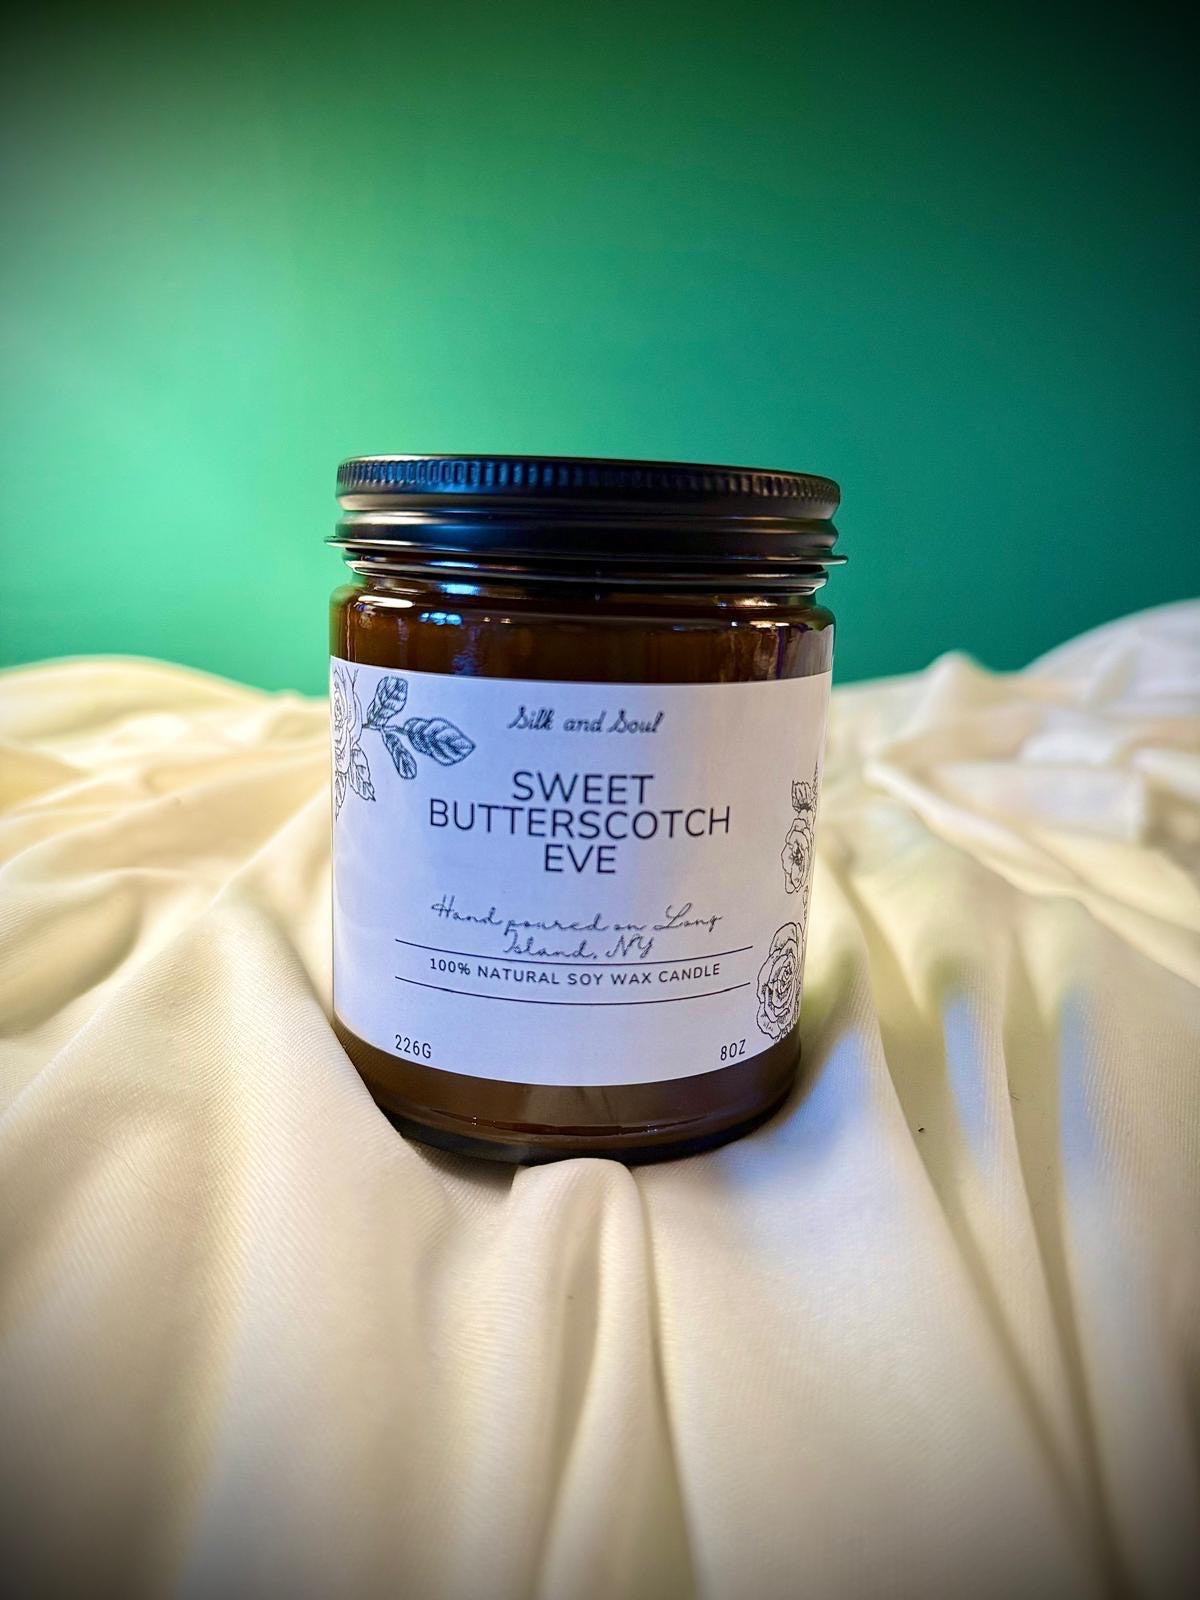 Silk and Soul
SWEET
BUTTERSCOTCH
EVE
Hand poured on Long
Island, NY
100% NATURAL SOY WAX CANDLE
226G
8OZ